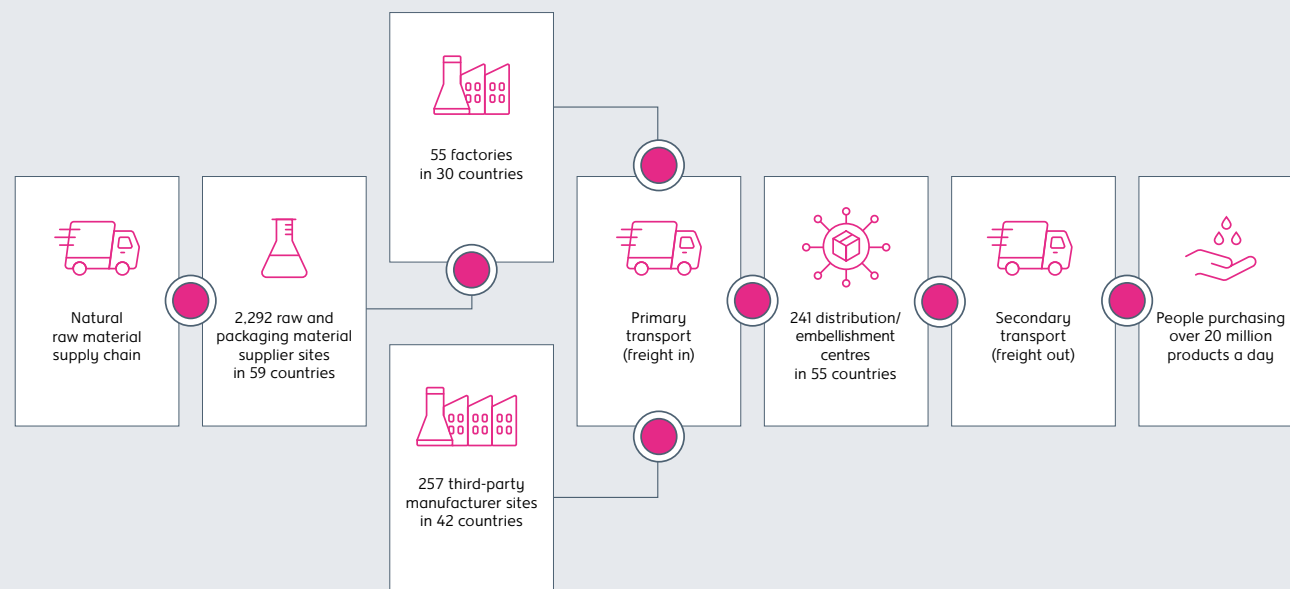 Natural
raw material
supply chain
2,292 raw and
packaging material
supplier sites
in 59 countries
55 factories
in 30 countries
257 third-party
manufacturer sites
in 42 countries
Primary
transport
(freight in)
241 distribution/
embellishment
centres
in 55 countries
Secondary
transport
(freight out)
People purchasing
over 20 million
products a day